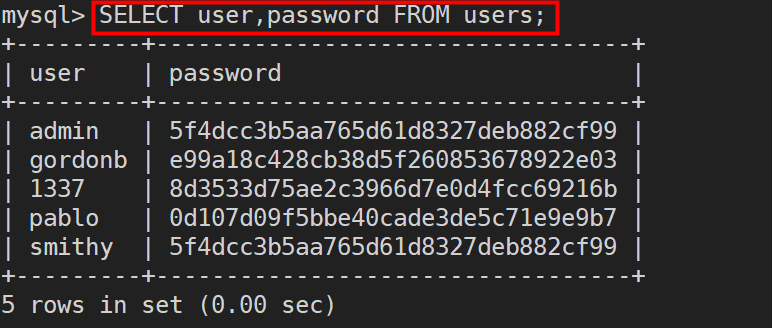 mysql> SELECT user,password FROM users;
+---------+----------------------------------+
| user    | password                         |
+---------+----------------------------------+
| admin   | 5f4dcc3b5aa765d61d8327deb882cf99 |
| gordonb | e99a18c428cb38d5f260853678922e03 |
| 1337    | 8d3533d75ae2c3966d7e0d4fcc69216b |
| pablo   | 0d107d09f5bbe40cade3de5c71e9e9b7 |
| smithy  | 5f4dcc3b5aa765d61d8327deb882cf99 |
+---------+----------------------------------+
5 rows in set (0.00 sec)